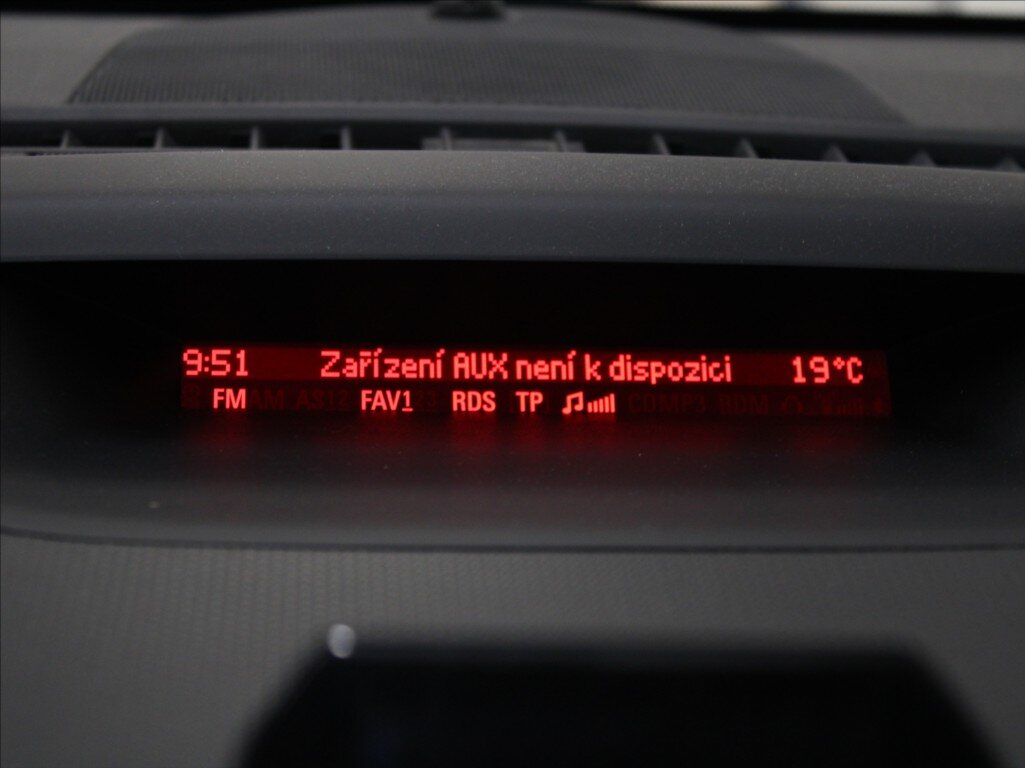 9:51 Zařízení AUX není k dispozici 19°C
FM FAV1 RDS TP